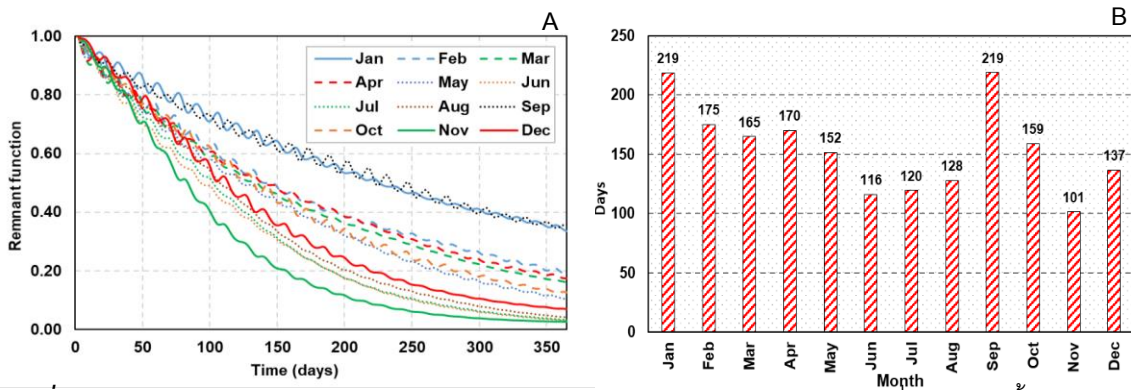 A
Remnant function
1.00
0.80
0.60
0.40
0.20
0.00
Jan Feb Mar
Apr May Jun
Jul Aug Sep
Oct Nov Dec
0 50 100 150 200 250 300 350
Time (days)
B
Days
250
200
150
100
50
0
219 175 165 170 152 116 120 128 219 159 101 137
Jan Feb Mar Apr May Jun Jul Aug Sep Oct Nov Dec
Month